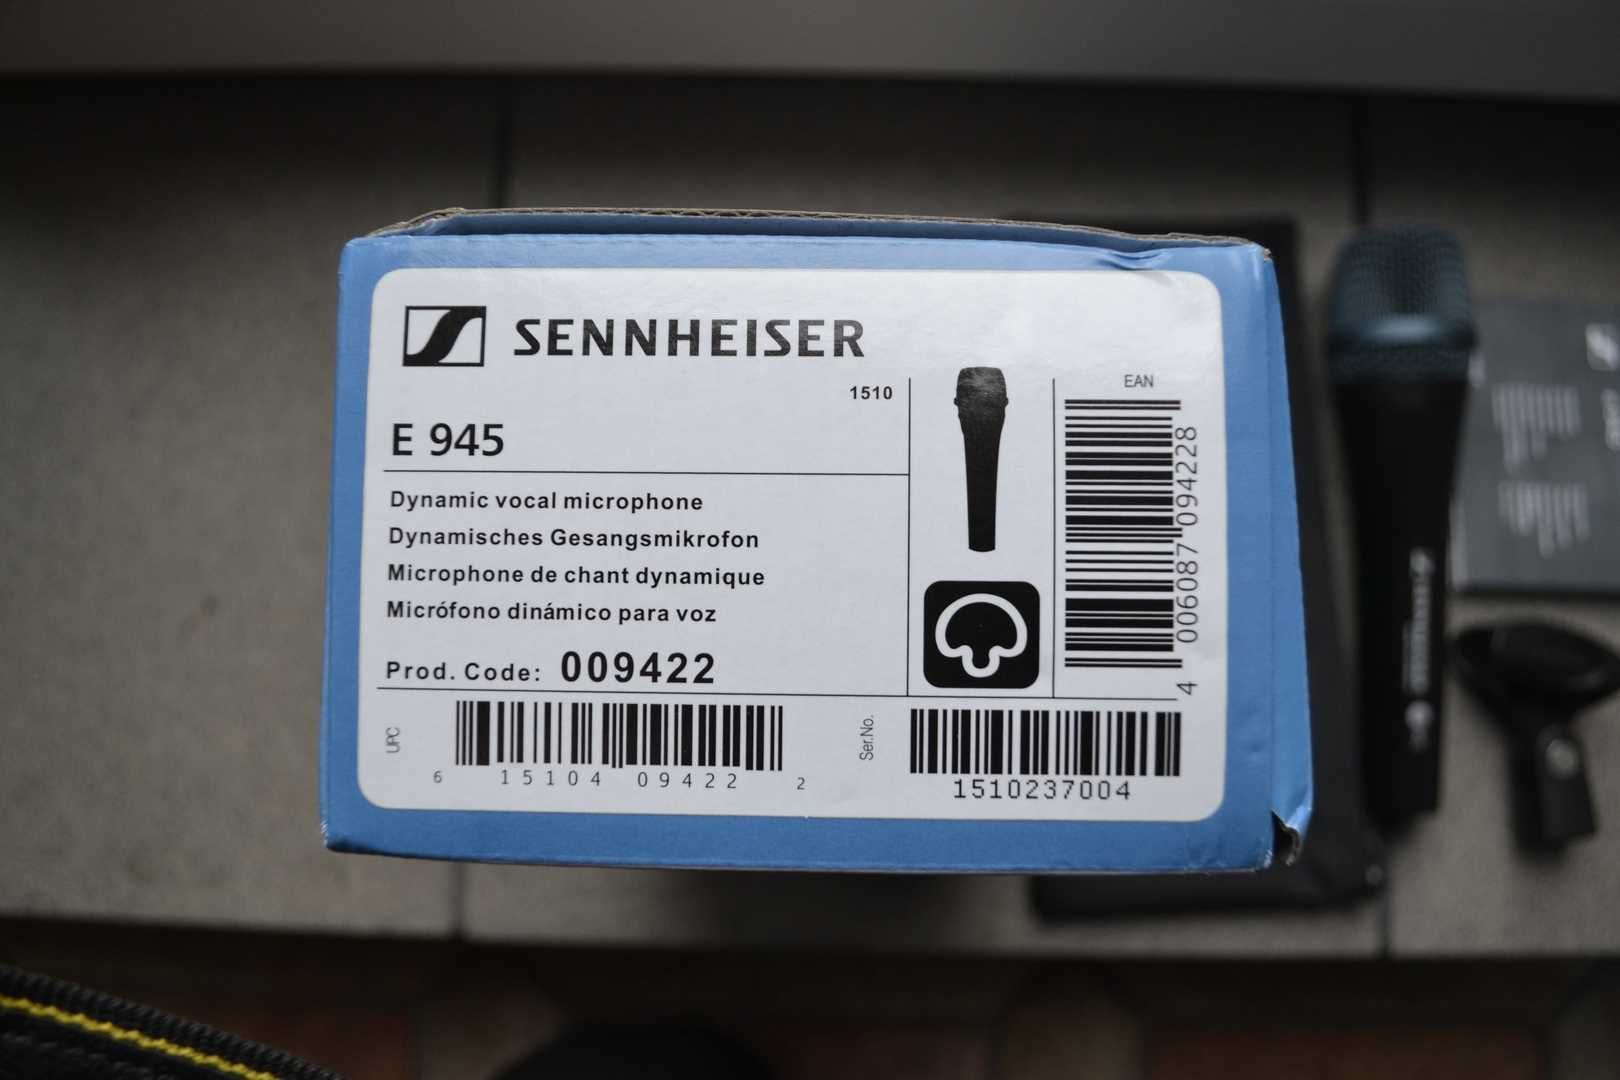 SENNHEISER
1510
E 945
Dynamic vocal microphone
Dynamisches Gesangsmikrofon
Microphone de chant dynamique
Micrófono dinámico para voz
Prod. Code: 009422
EAN
4 006087 094228
UPC
6 15104 09422 2
Ser.No.
1510237004